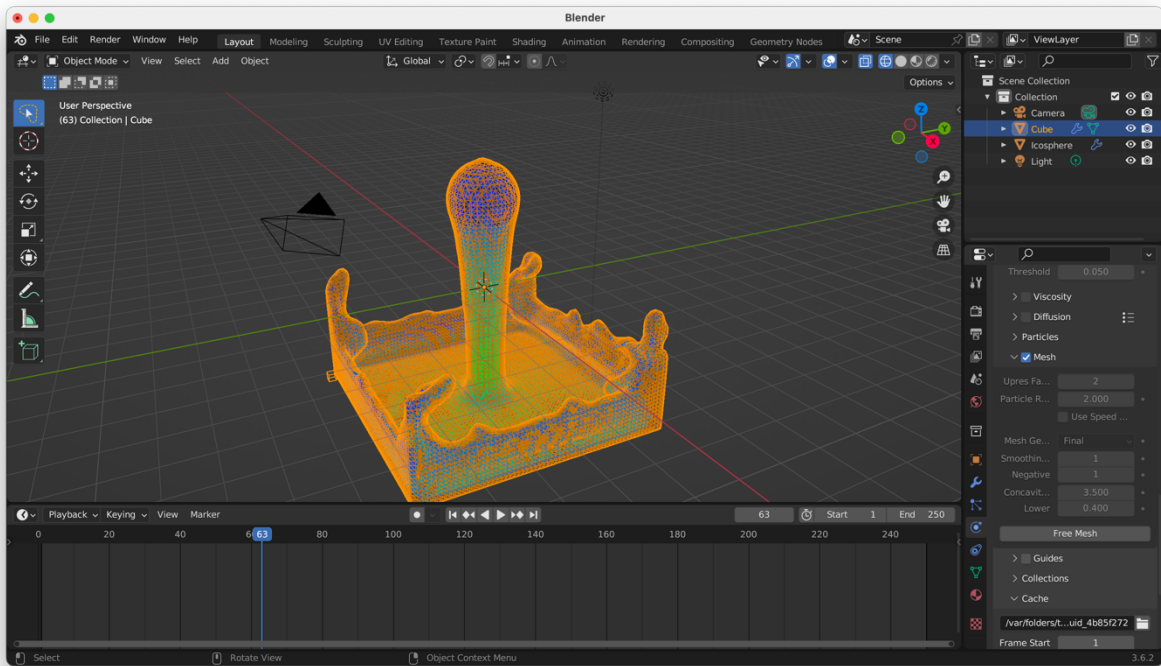 Blender
File Edit Render Window Help Layout Modeling Sculpting UV Editing Texture Paint Shading Animation Rendering Compositing Geometry Nodes Scene ViewLayer
Object Mode View Select Add Object Global
Options
User Perspective
(63) Collection | Cube
Z
Y
X
Scene Collection
Collection
Camera
Cube
Icosphere
Light
Threshold 0.050
Viscosity
Diffusion
Particles
Mesh
Upres Fa... 2
Particle R... 2.000
Use Speed ...
Mesh Ge... Final
Smoothin... 1
Negative 1
Concavit... 3.500
Lower 0.400
Free Mesh
Guides
Collections
Cache
/var/folders/t...uid_4b85f272
Frame Start 1
Playback Keying View Marker 63 Start 1 End 250
0 20 40 63 80 100 120 140 160 180 200 220 240
Select Rotate View Object Context Menu 3.6.2